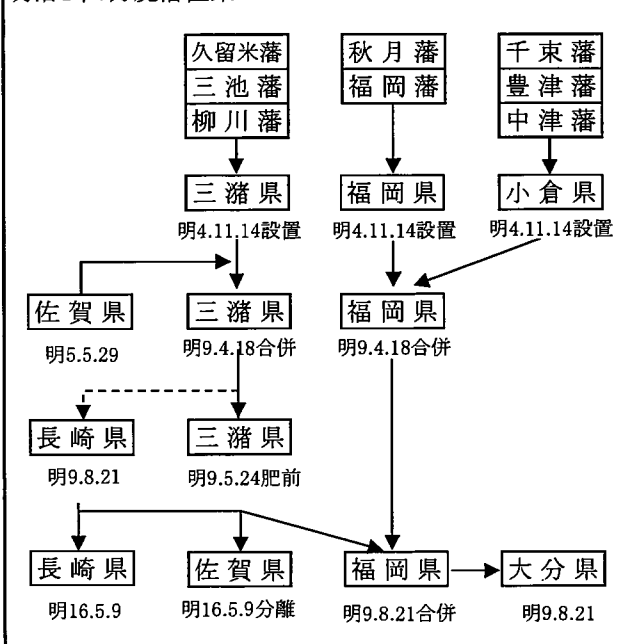 久留米藩
三池藩
柳川藩
秋月藩
福岡藩
千束藩
豊津藩
中津藩
三潴県
福岡県
小倉県
明4.11.14設置
明4.11.14設置
明4.11.14設置
佐賀県
三潴県
福岡県
明5.5.29
明9.4.18合併
明9.4.18合併
長崎県
三潴県
明9.8.21
明9.5.24肥前
長崎県
佐賀県
福岡県
大分県
明16.5.9
明16.5.9分離
明9.8.21合併
明9.8.21